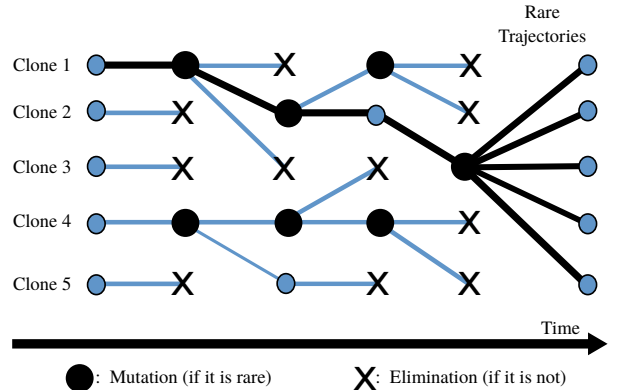 Rare
Trajectories
Clone 1
X
X
Clone 2
X
X
Clone 3
X
X
X
Clone 4
X
Clone 5
X
X
X
Time
: Mutation (if it is rare)
X: Elimination (if it is not)